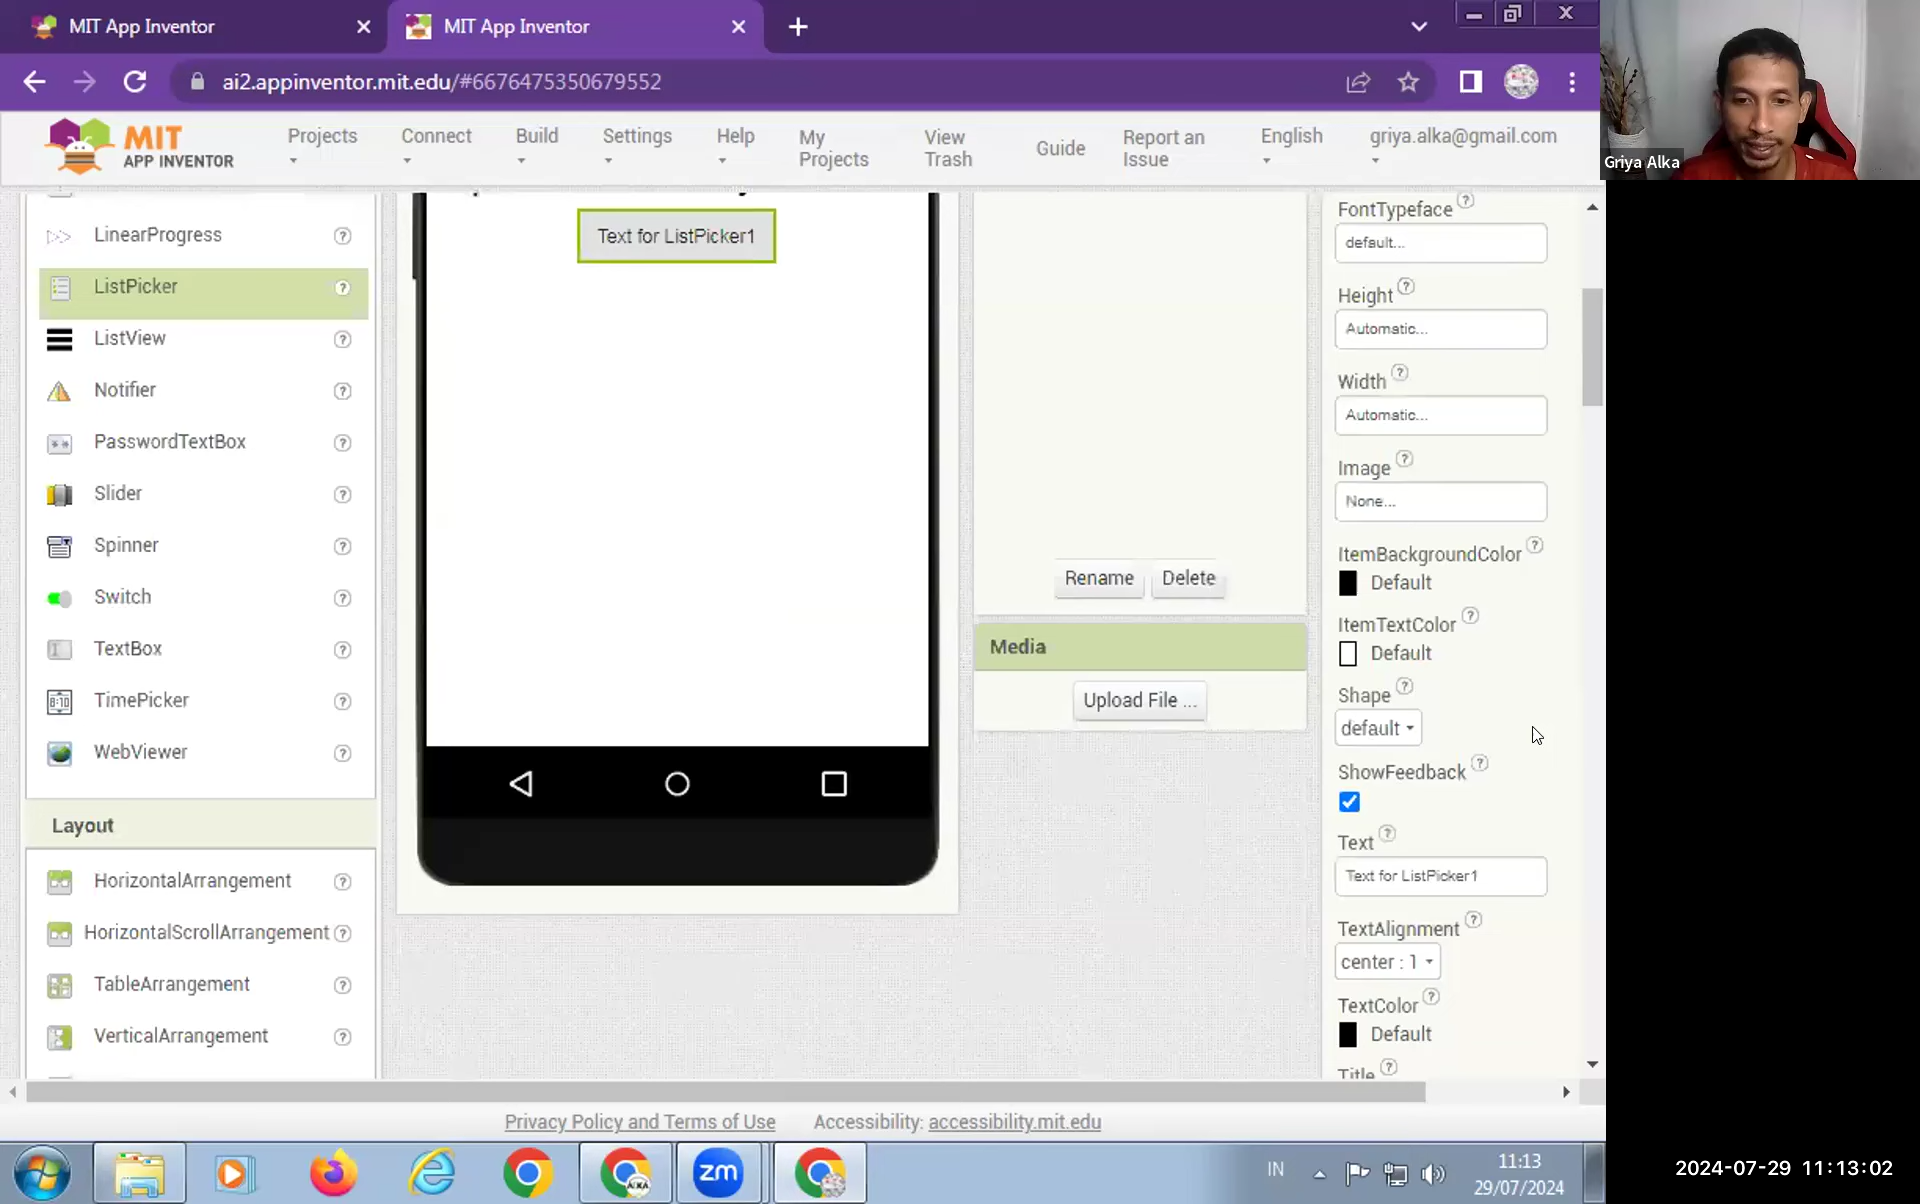 MIT App Inventor
MIT App Inventor
ai2.appinventor.mit.edu/#6676475350679552
MIT
APP INVENTOR
Projects
Connect
Build
Settings
Help
My
Projects
View
Trash
Guide
Report an
Issue
English
griya.alka@gmail.com
Griya Alka
LinearProgress
ListPicker
ListView
Notifier
PasswordTextBox
Slider
Spinner
Switch
TextBox
TimePicker
WebViewer
Layout
HorizontalArrangement
HorizontalScrollArrangement
TableArrangement
VerticalArrangement
Text for ListPicker1
Rename
Delete
Media
Upload File ...
FontTypeface
default...
Height
Automatic...
Width
Automatic...
Image
None...
ItemBackgroundColor
Default
ItemTextColor
Default
Shape
default
ShowFeedback
Text
Text for ListPicker1
TextAlignment
center : 1
TextColor
Default
Title
Privacy Policy and Terms of Use
Accessibility: accessibility.mit.edu
zm
IN
11:13
29/07/2024
2024-07-29 11:13:02